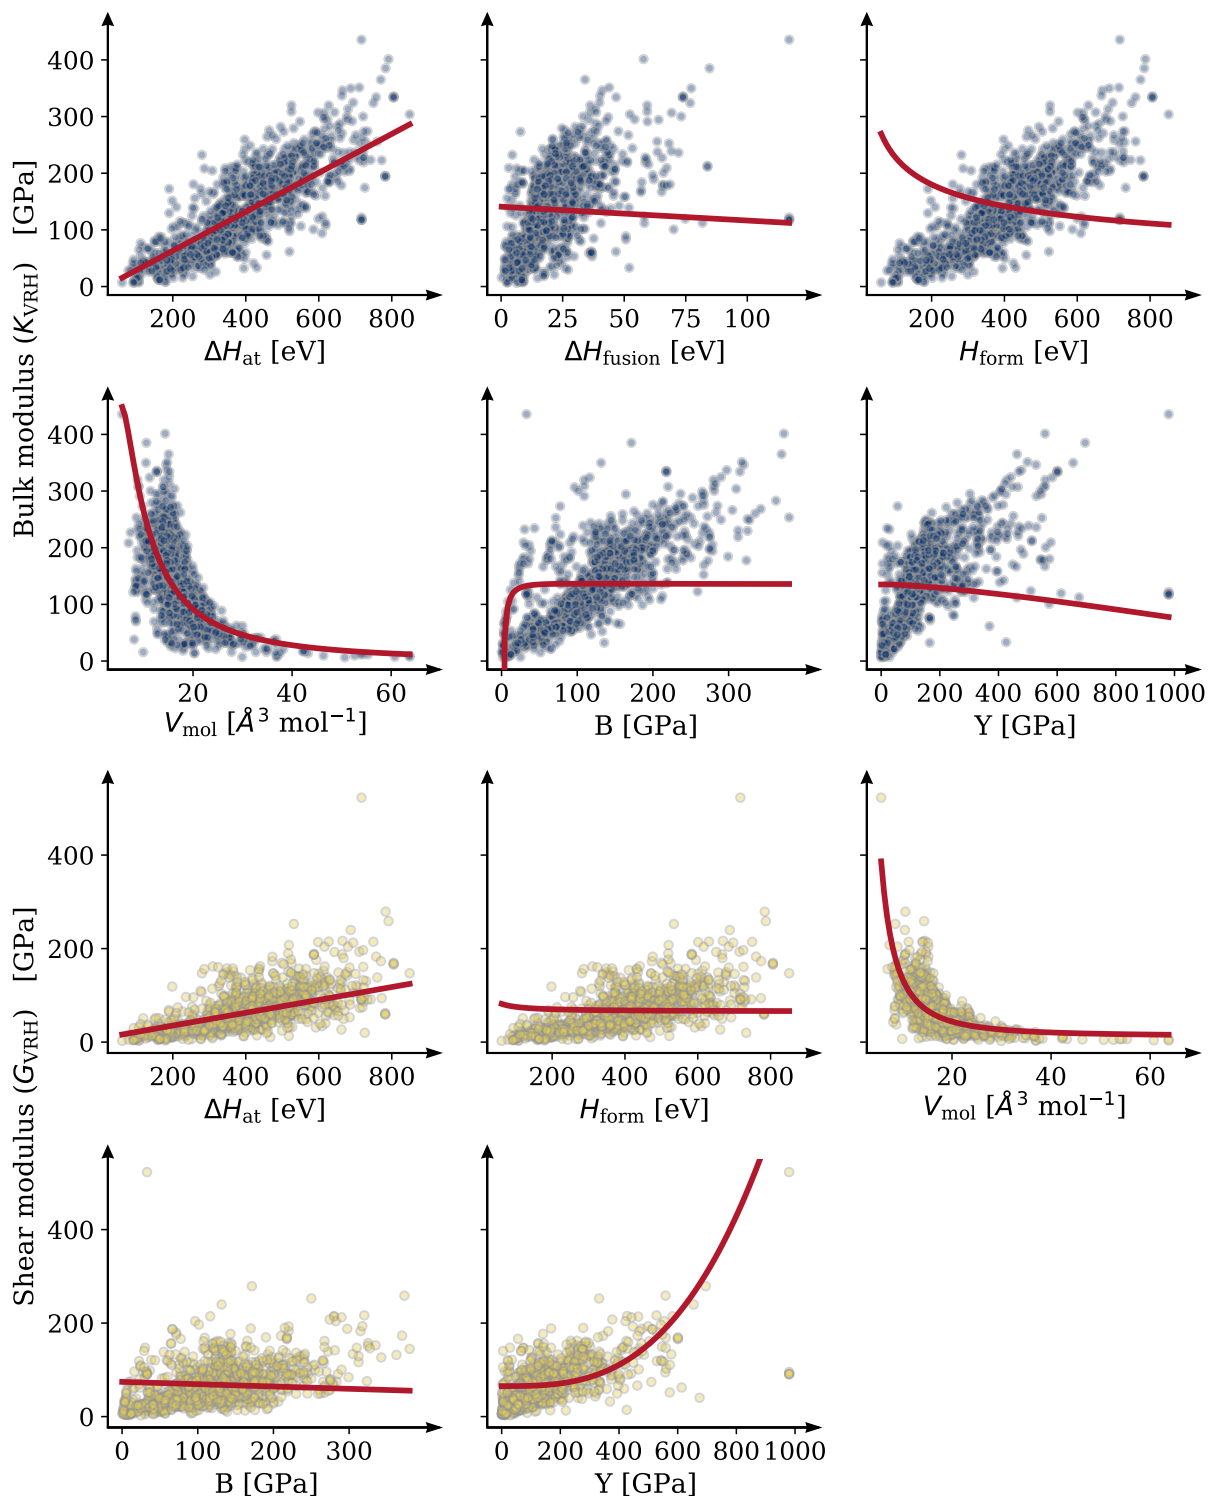 Bulk modulus (K_VRH) [GPa]
400
300
200
100
0
200 400 600 800
ΔH_at [eV]
0 25 50 75 100
ΔH_fusion [eV]
200 400 600 800
H_form [eV]
400
300
200
100
0
20 40 60
V_mol [Å³ mol⁻¹]
0 100 200 300
B [GPa]
0 200 400 600 800 1000
Y [GPa]
Shear modulus (G_VRH) [GPa]
400
200
0
200 400 600 800
ΔH_at [eV]
200 400 600 800
H_form [eV]
20 40 60
V_mol [Å³ mol⁻¹]
400
200
0
0 100 200 300
B [GPa]
0 200 400 600 800 1000
Y [GPa]